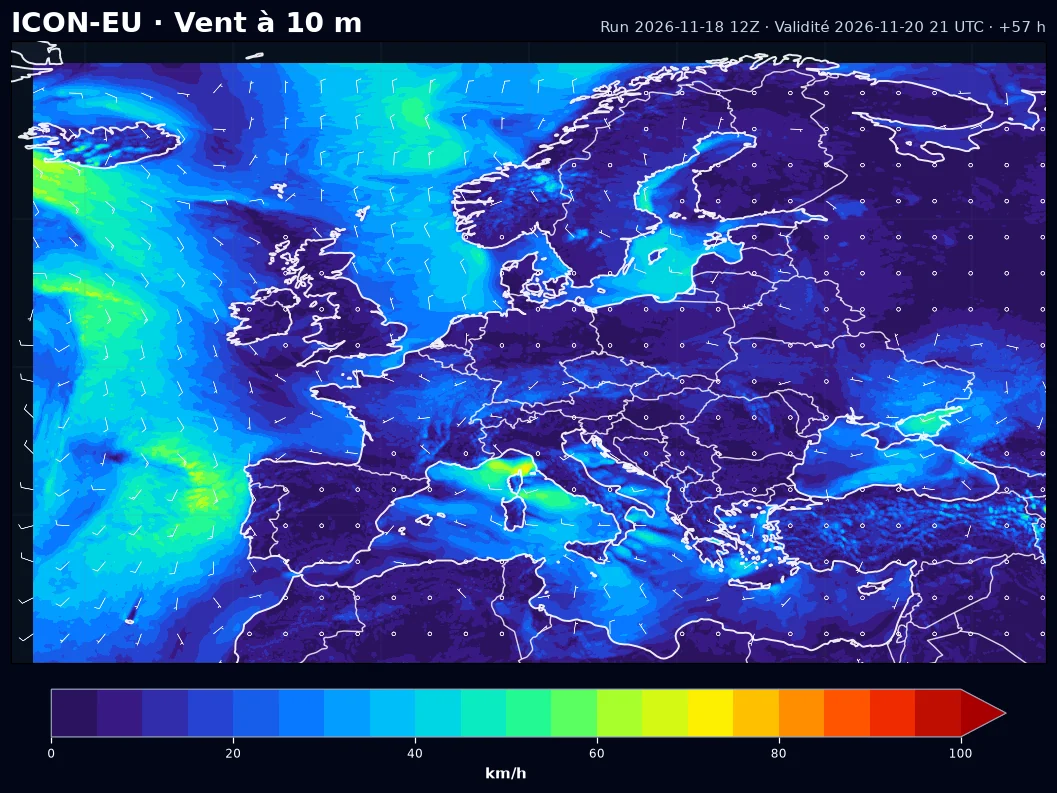 ICON-EU · Vent à 10 m
Run 2026-11-18 12Z · Validité 2026-11-20 21 UTC · +57 h
0 20 40 60 80 100
km/h